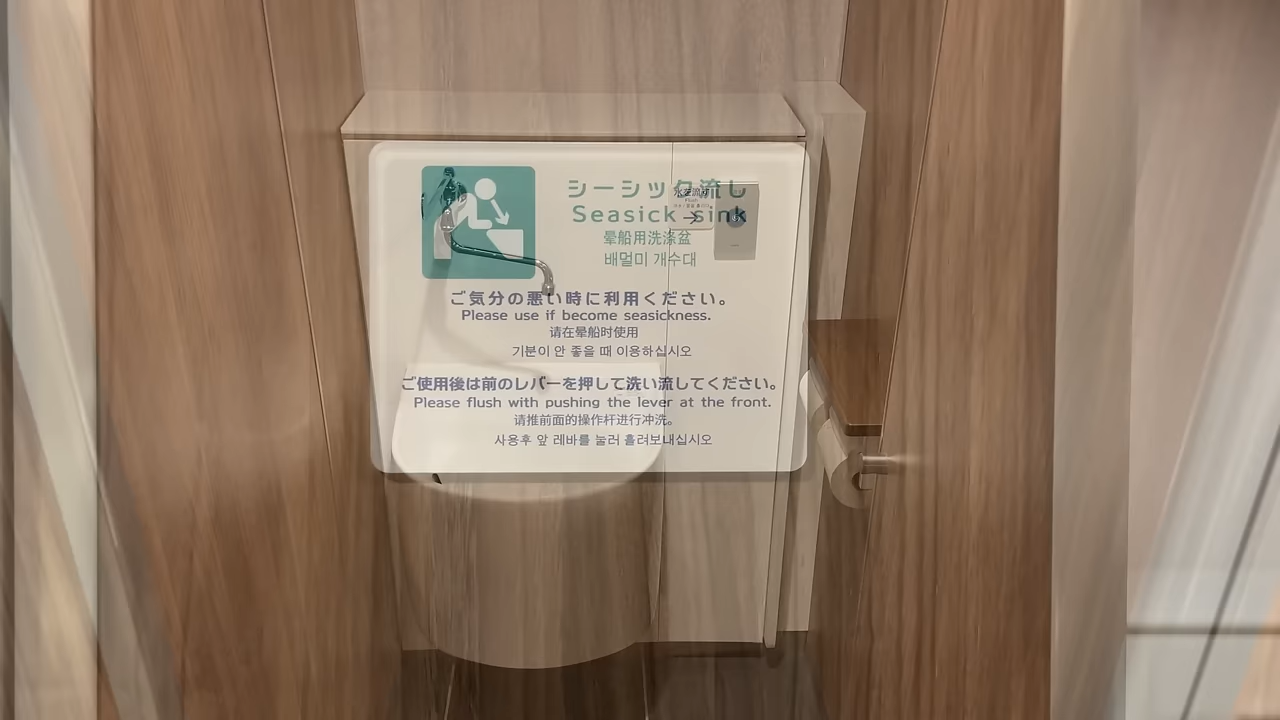 シーシック流し
Seasick sink
晕船用洗涤盆
배멀미 개수대
ご気分の悪い時に利用ください。
Please use if become seasickness.
请在晕船时使用
기분이 안 좋을 때 이용하십시오
ご使用後は前のレバーを押して洗い流してください。
Please flush with pushing the lever at the front.
请推前面的操作杆进行冲洗。
사용후 앞 레바를 눌러 흘려보내십시오
Flush